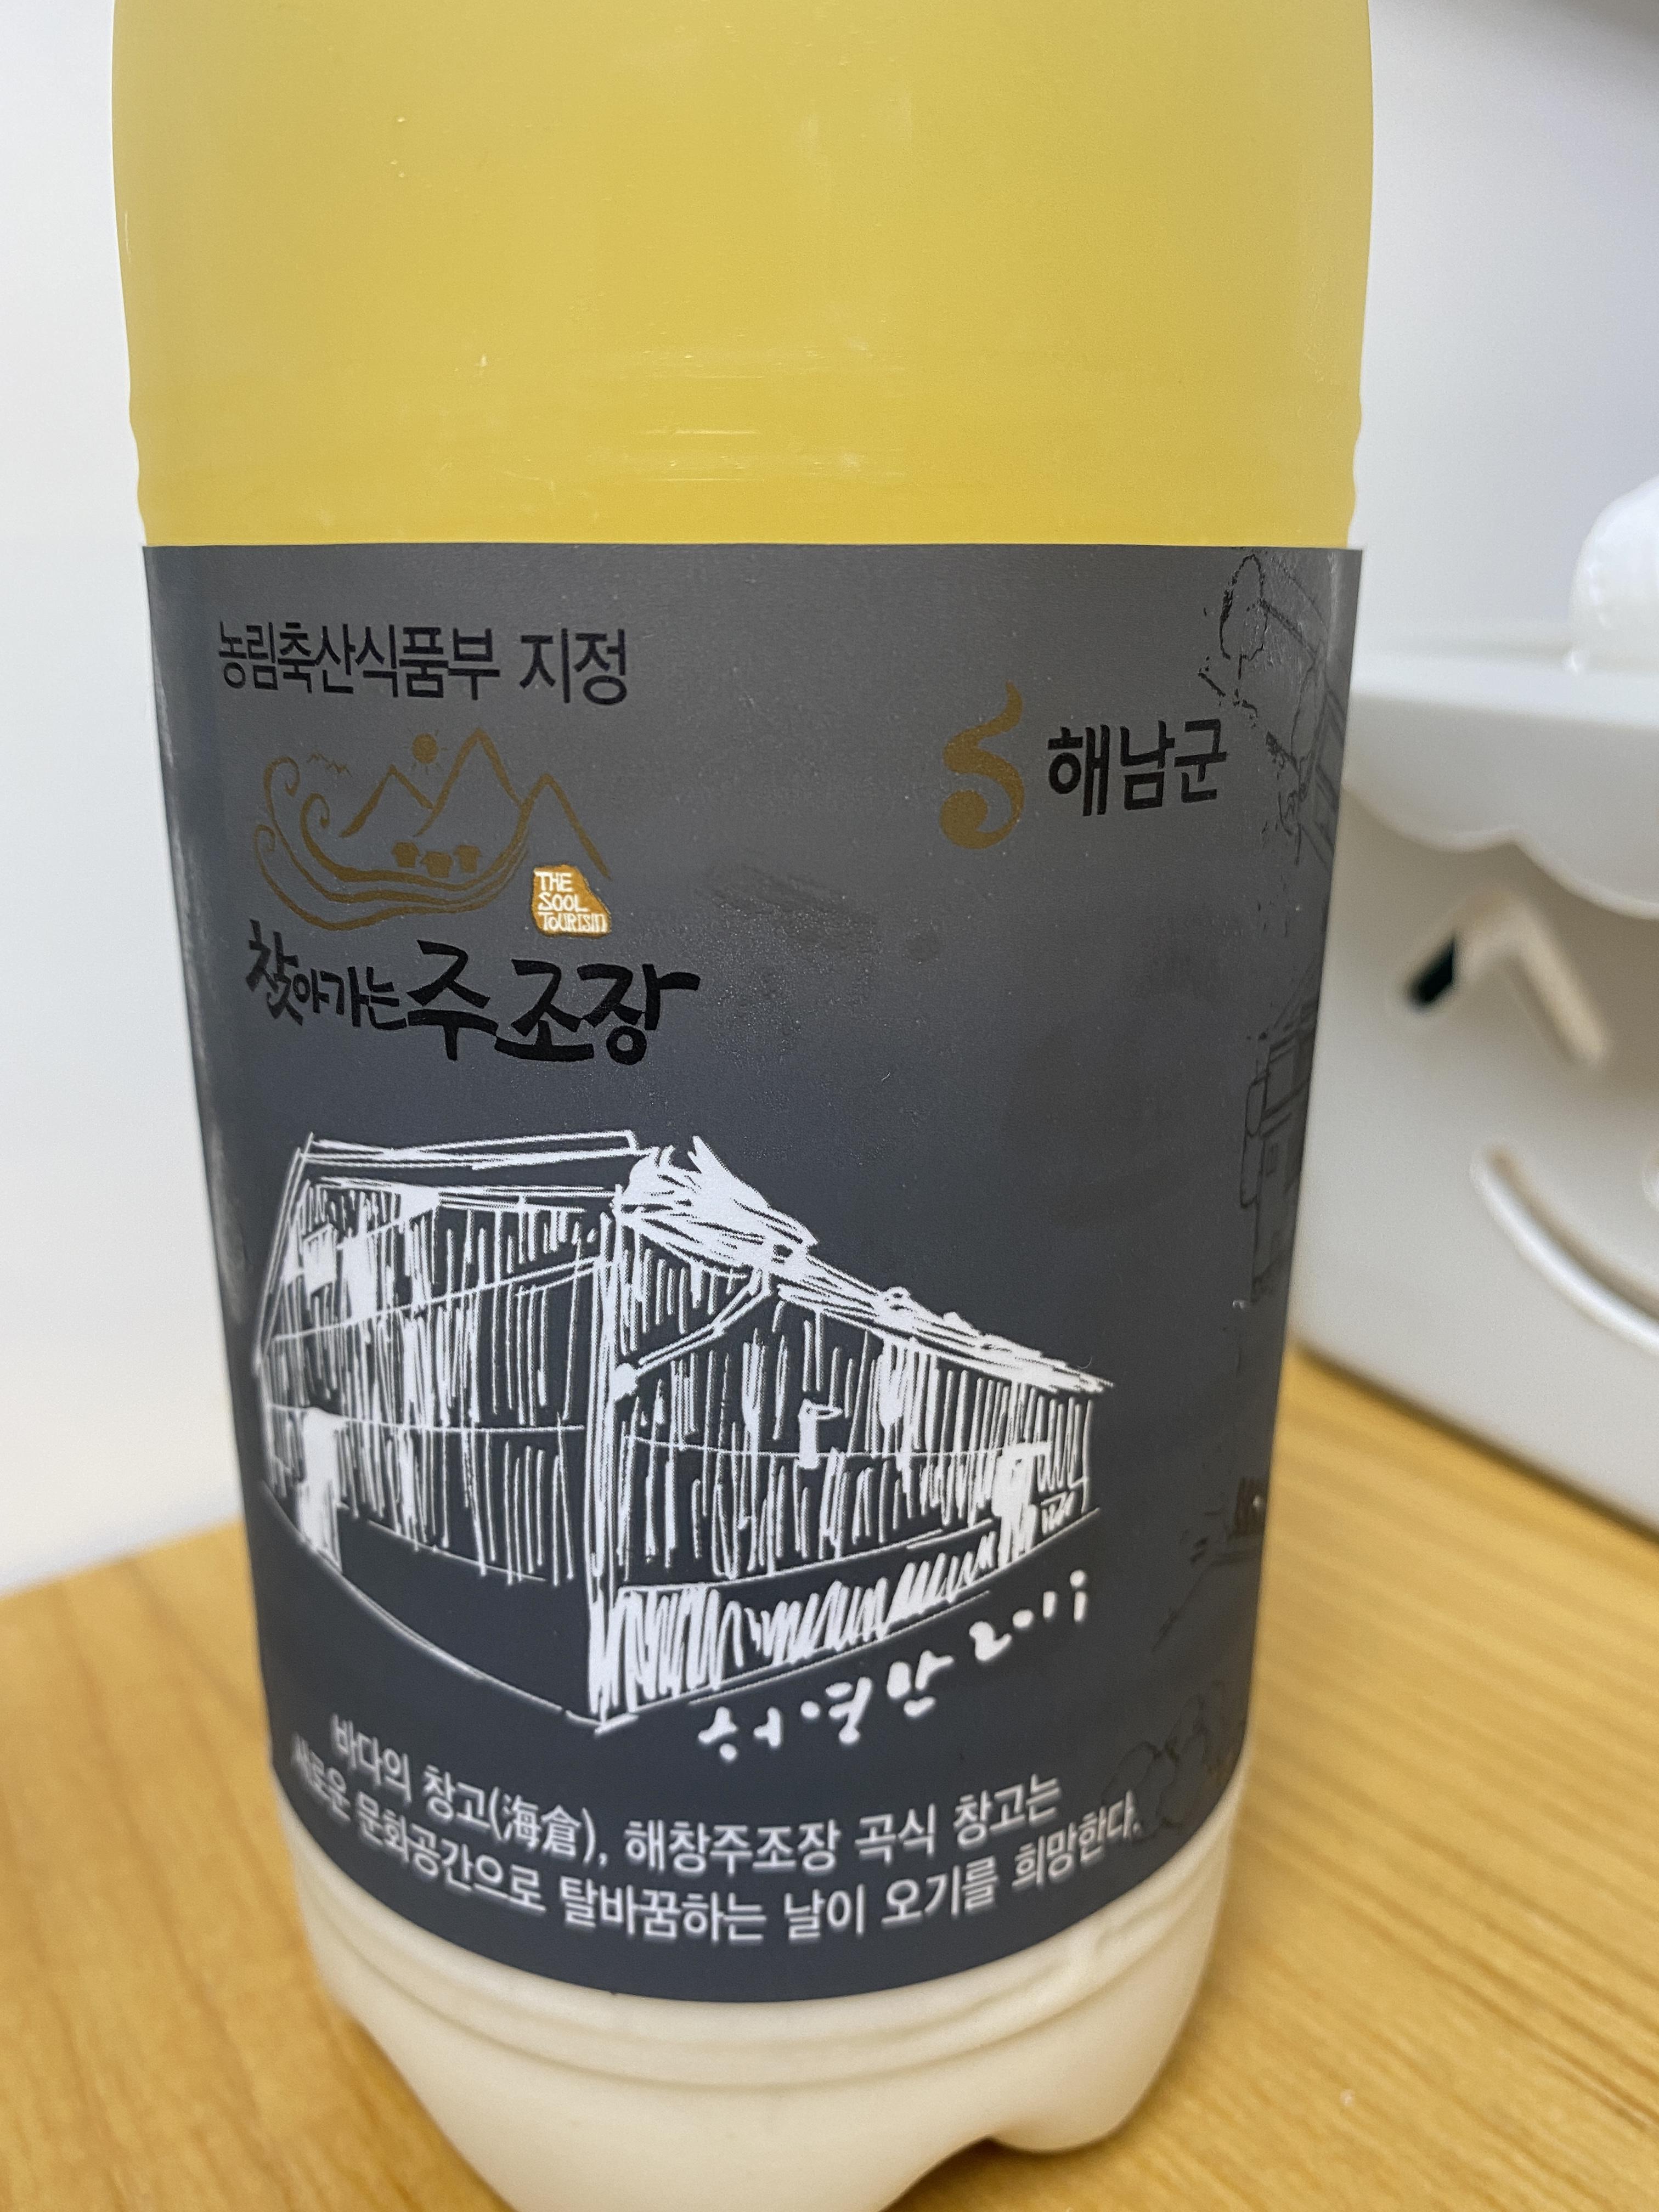 농림축산식품부 지정
해남군
THE
SOOL
TOURISM
찾아가는 주조장
2011
바다의 창고(海倉), 해창주조장 곡식 창고는
새로운 문화공간으로 탈바꿈하는 날이 오기를 희망한다.